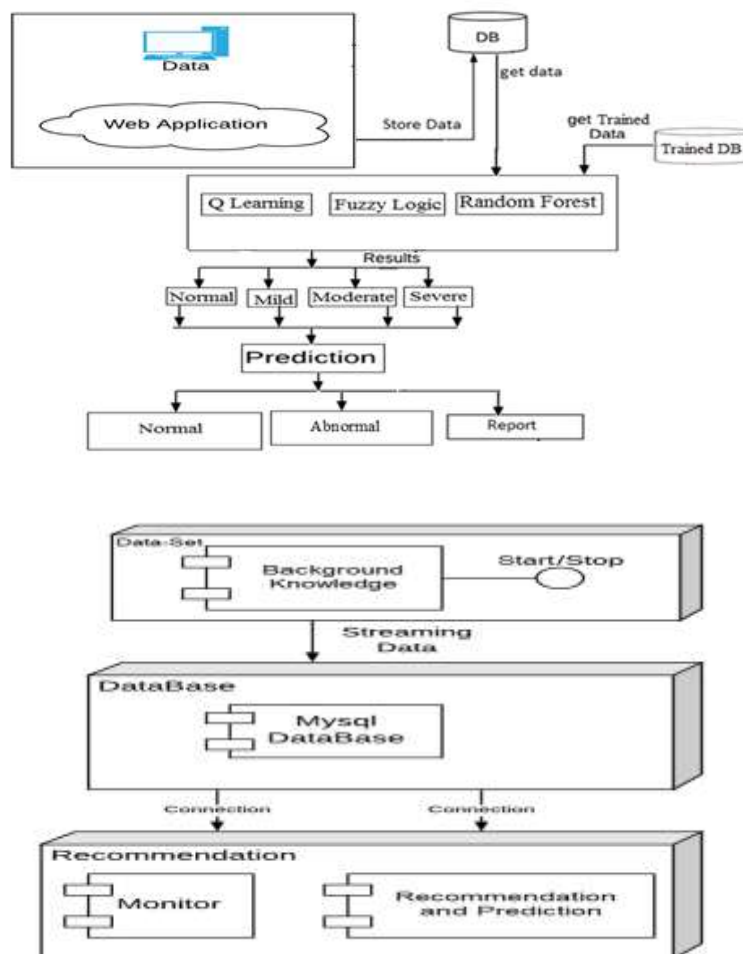 DB
Data
get data
Web Application
Store Data
get Trained
Data
Trained DB
Q Learning
Fuzzy Logic
Random Forest
Results
Normal
Mild
Moderate
Severe
Prediction
Normal
Abnormal
Report
Data-Set
Background
Knowledge
Start/Stop
Streaming
Data
DataBase
Mysql
DataBase
Connection
Connection
Recommendation
Monitor
Recommendation
and Prediction